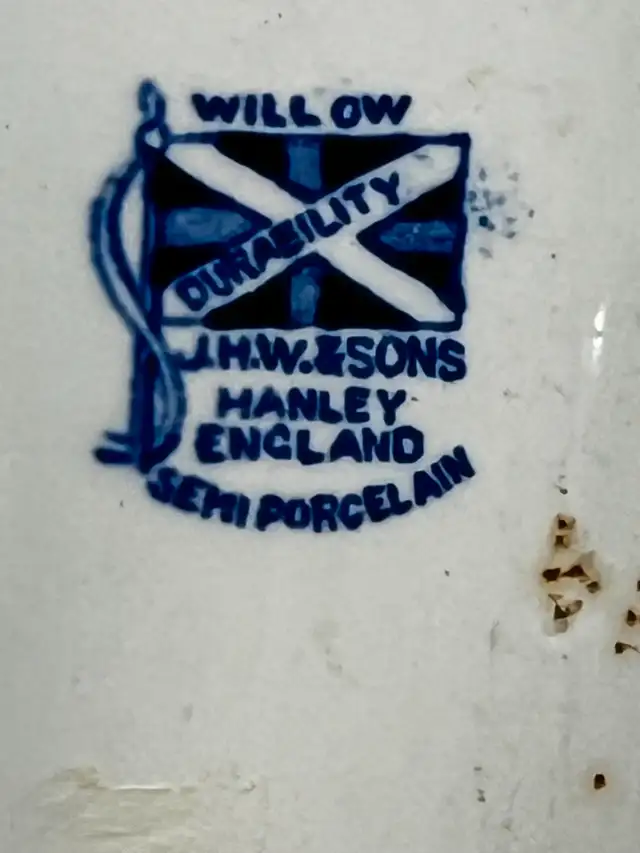 WILLOW
DURABILITY
J.H.W.&SONS
HANLEY
ENGLAND
SEMI PORCELAIN